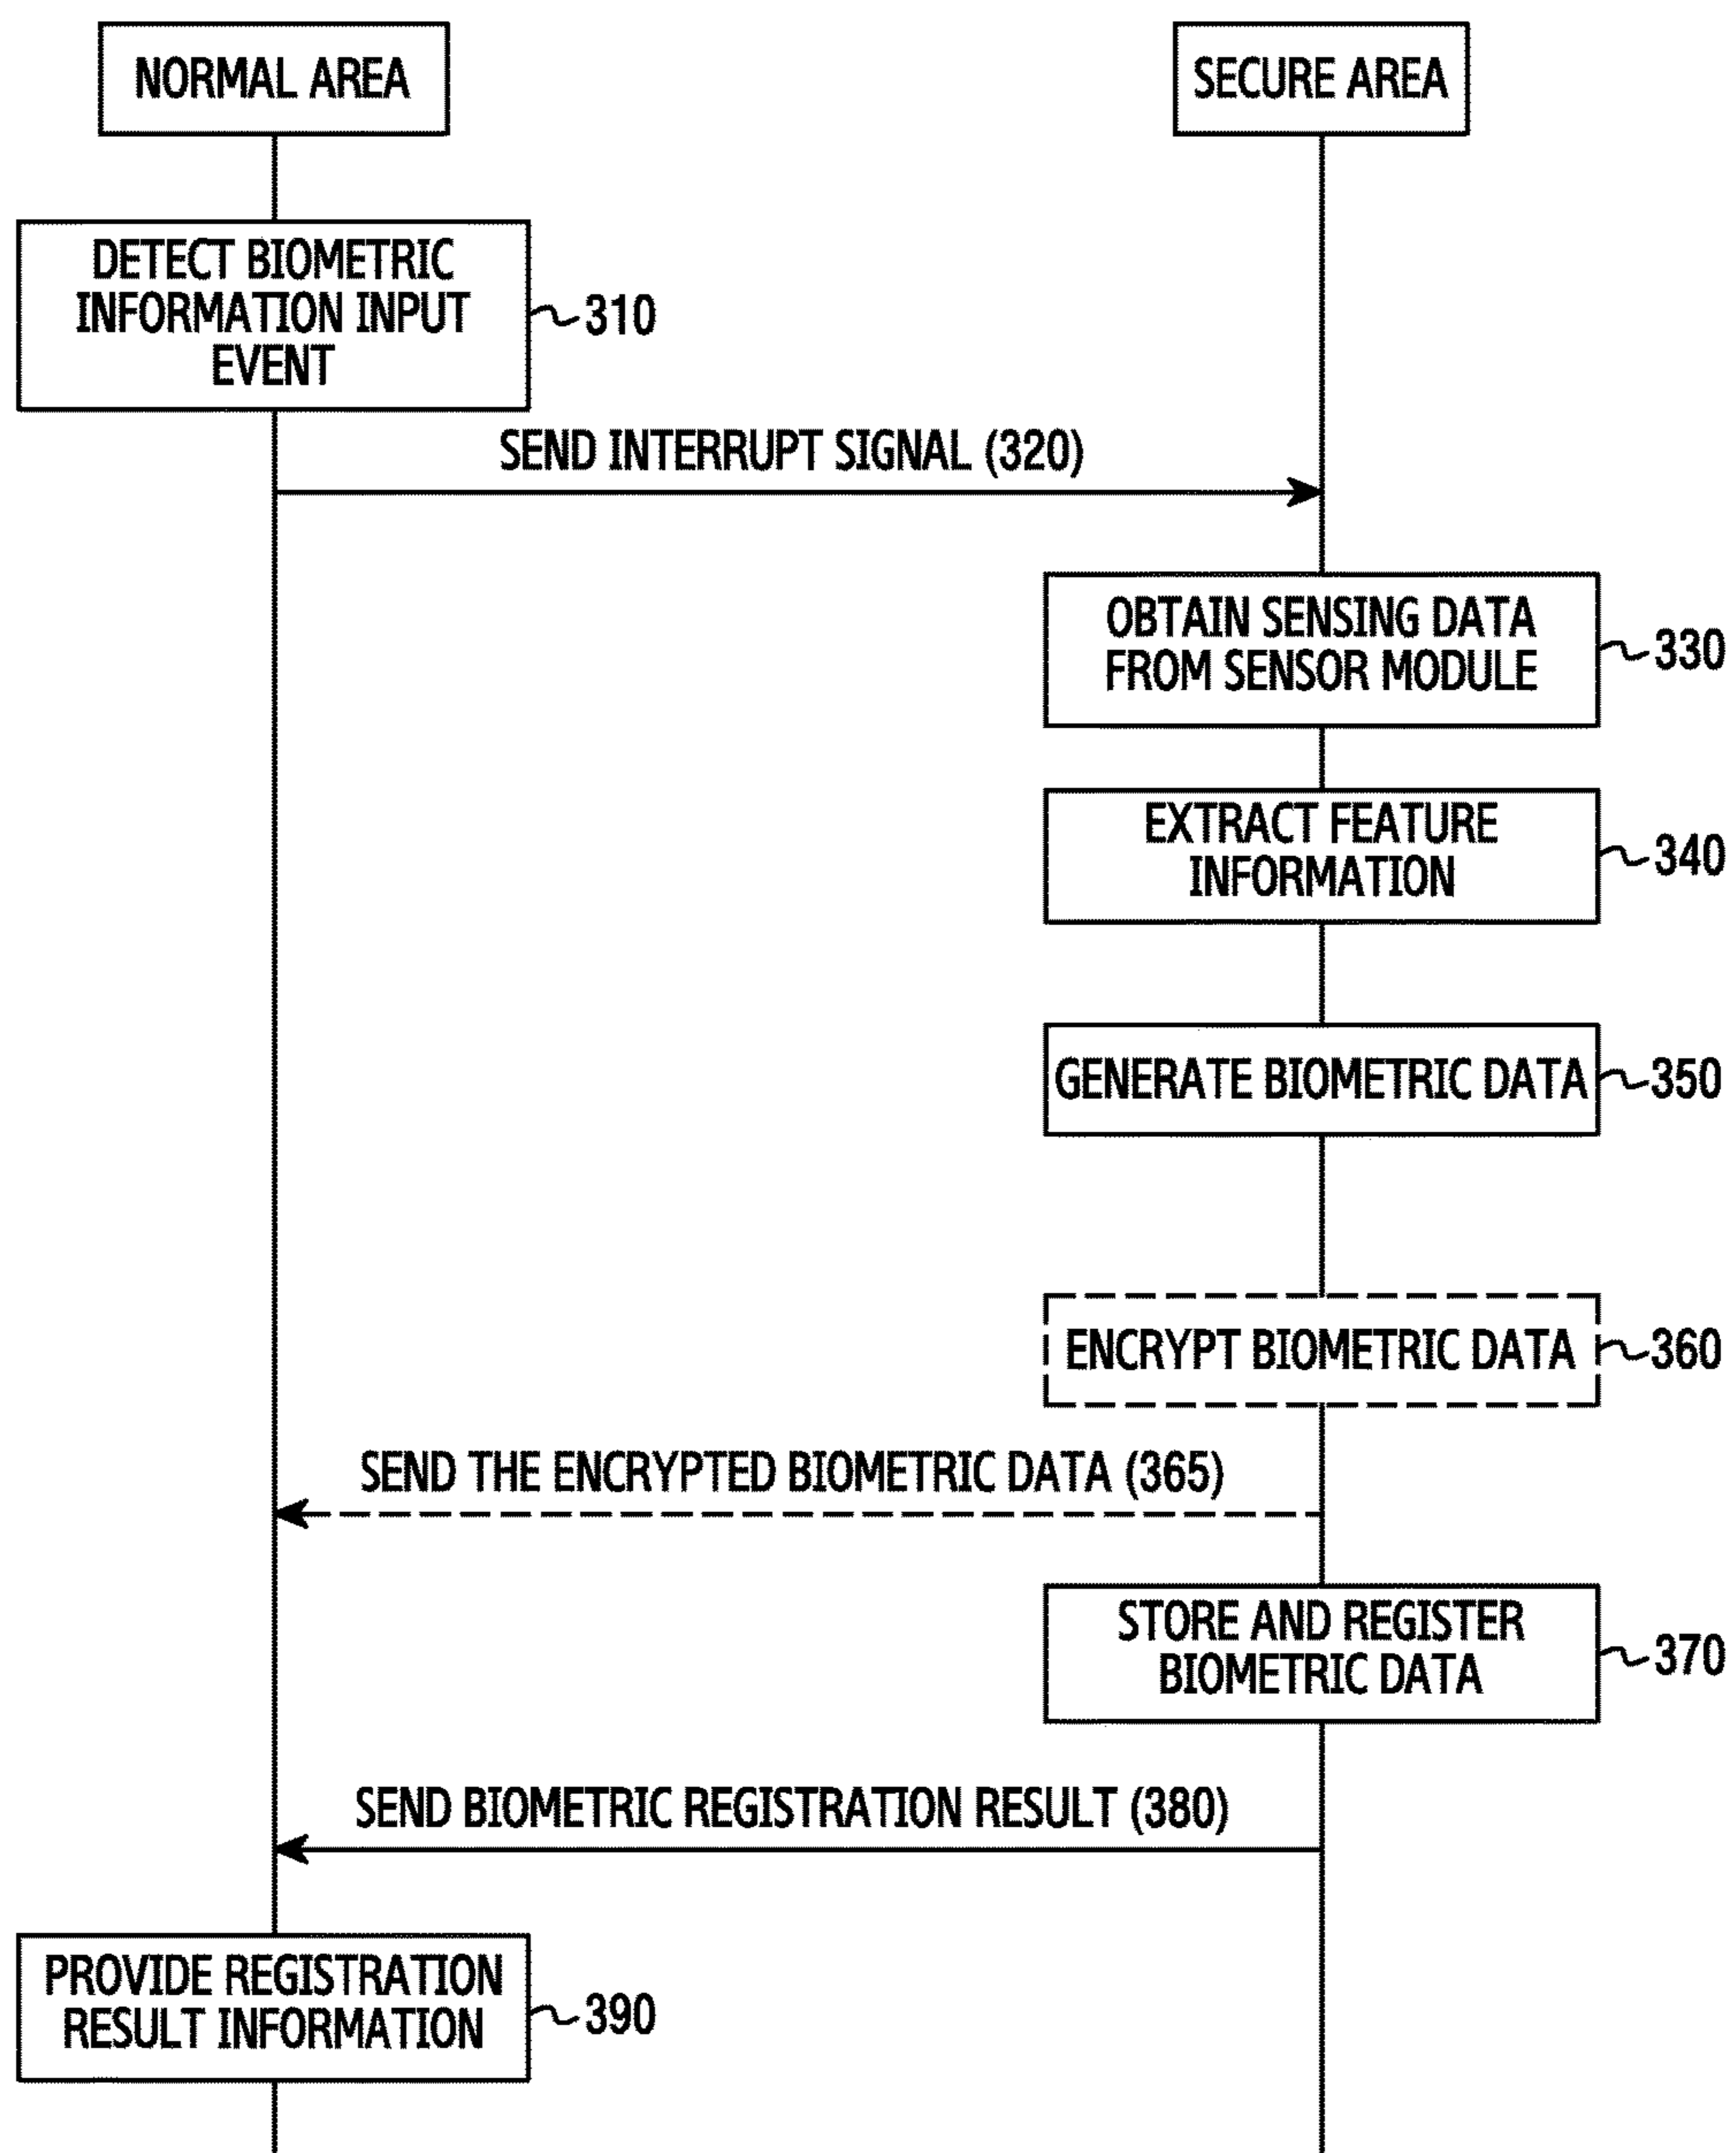 NORMAL AREA
SECURE AREA
DETECT BIOMETRIC
INFORMATION INPUT
EVENT
310
SEND INTERRUPT SIGNAL (320)
OBTAIN SENSING DATA
FROM SENSOR MODULE
330
EXTRACT FEATURE
INFORMATION
340
GENERATE BIOMETRIC DATA
350
ENCRYPT BIOMETRIC DATA
360
SEND THE ENCRYPTED BIOMETRIC DATA (365)
STORE AND REGISTER
BIOMETRIC DATA
370
SEND BIOMETRIC REGISTRATION RESULT (380)
PROVIDE REGISTRATION
RESULT INFORMATION
390